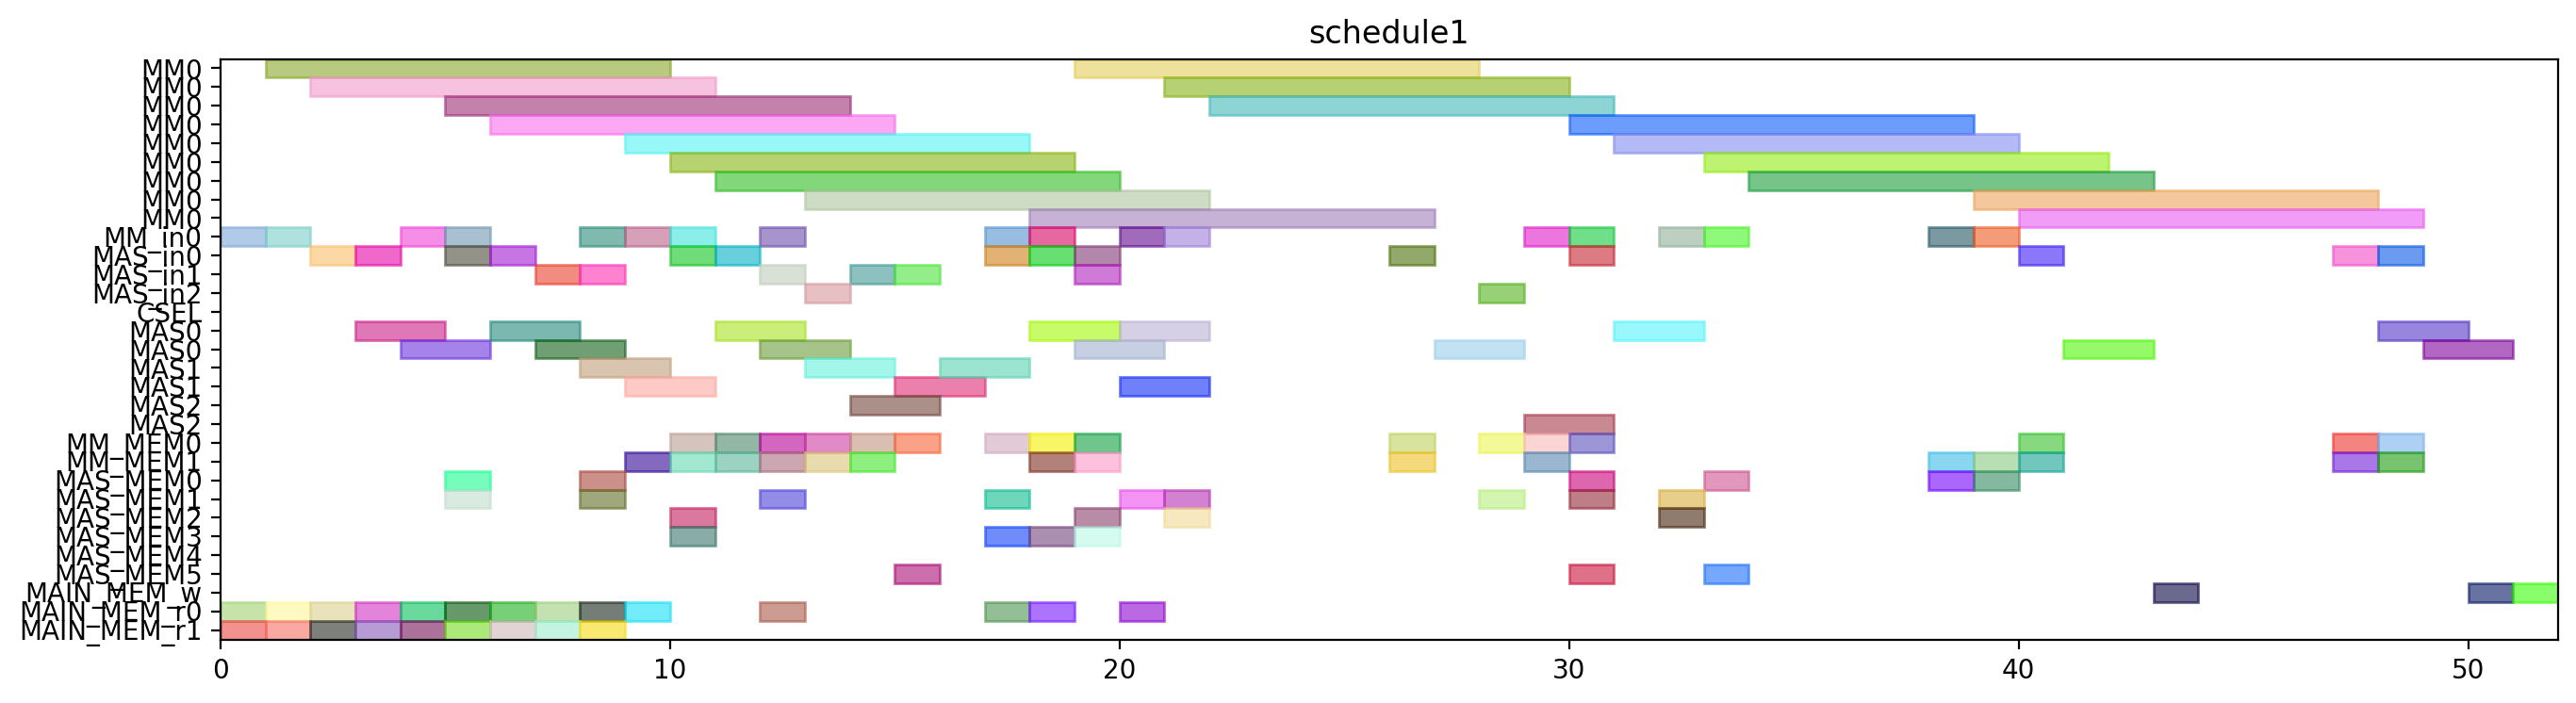 schedule1
MM0
MM0
MM0
MM0
MM0
MM0
MM0
MM0
MM0
MM_in0
MAS_in0
MAS_in1
MAS_in2
CSEL
MAS0
MAS0
MAS1
MAS1
MAS2
MAS2
MM_MEM0
MM_MEM1
MAS_MEM0
MAS_MEM1
MAS_MEM2
MAS_MEM3
MAS_MEM4
MAS_MEM5
MAIN_MEM_w
MAIN_MEM_r0
MAIN_MEM_r1
0 10 20 30 40 50